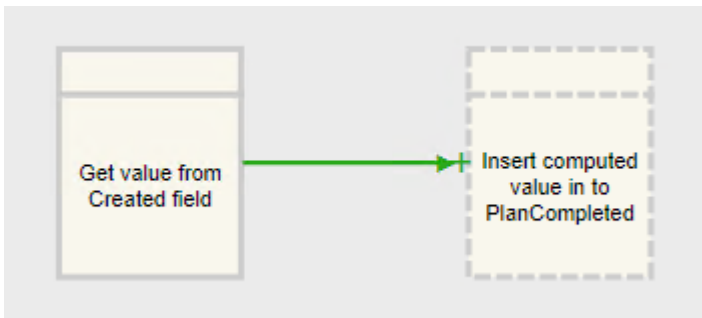 Get value from
Created field
Insert computed
value in to
PlanCompleted